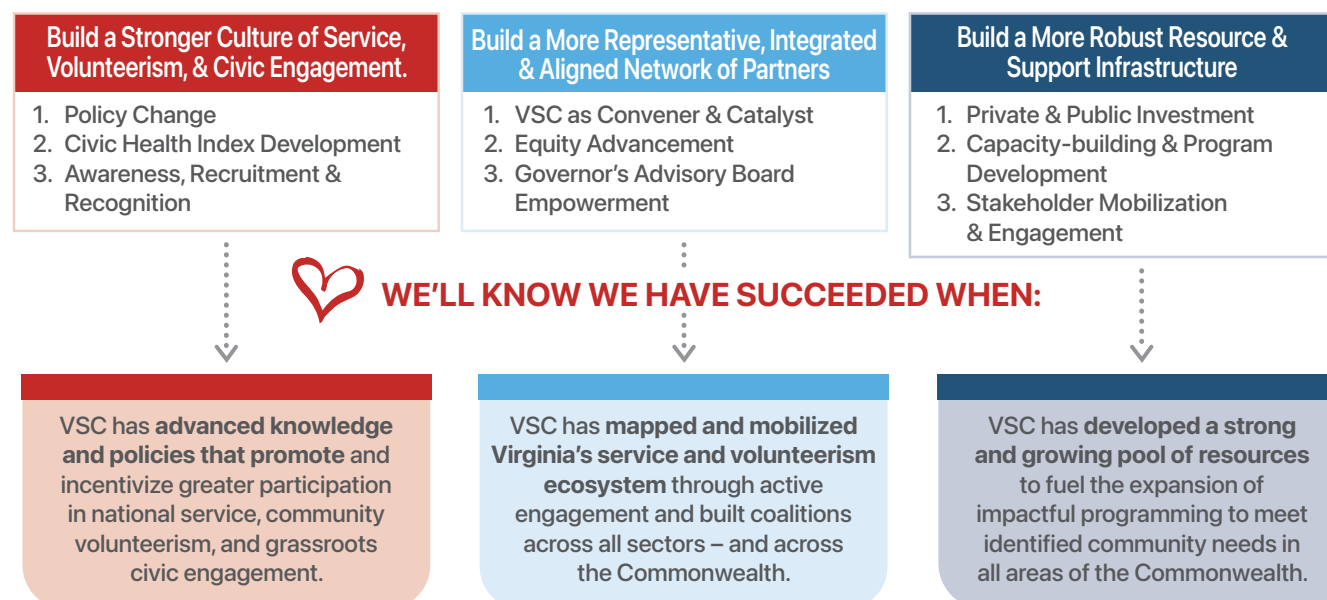 Build a Stronger Culture of Service,
Volunteerism, & Civic Engagement.
1. Policy Change
2. Civic Health Index Development
3. Awareness, Recruitment &
Recognition
Build a More Representative, Integrated
& Aligned Network of Partners
1. VSC as Convener & Catalyst
2. Equity Advancement
3. Governor’s Advisory Board
Empowerment
Build a More Robust Resource &
Support Infrastructure
1. Private & Public Investment
2. Capacity-building & Program
Development
3. Stakeholder Mobilization
& Engagement
WE’LL KNOW WE HAVE SUCCEEDED WHEN:
VSC has advanced knowledge
and policies that promote and
incentivize greater participation
in national service, community
volunteerism, and grassroots
civic engagement.
VSC has mapped and mobilized
Virginia’s service and volunteerism
ecosystem through active
engagement and built coalitions
across all sectors – and across
the Commonwealth.
VSC has developed a strong
and growing pool of resources
to fuel the expansion of
impactful programming to meet
identified community needs in
all areas of the Commonwealth.